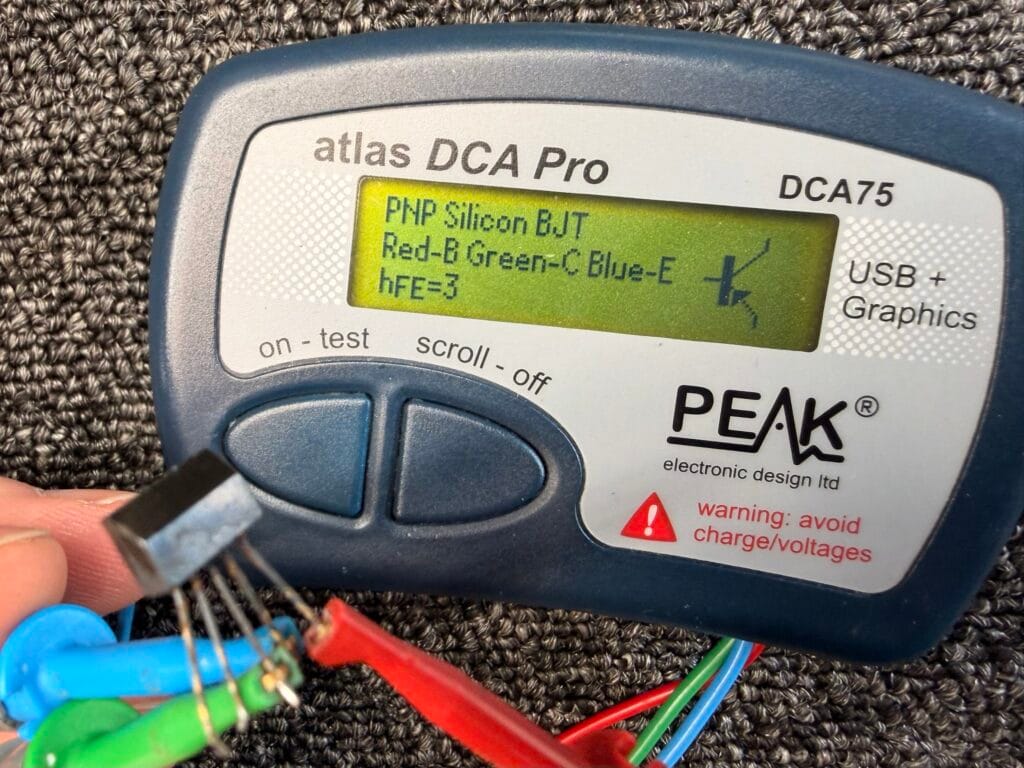 atlas DCA Pro
DCA75
PNP Silicon BJT
Red-B Green-C Blue-E
hFE=3
USB +
Graphics
on - test
scroll - off
PEAK®
electronic design ltd
warning: avoid
charge/voltages